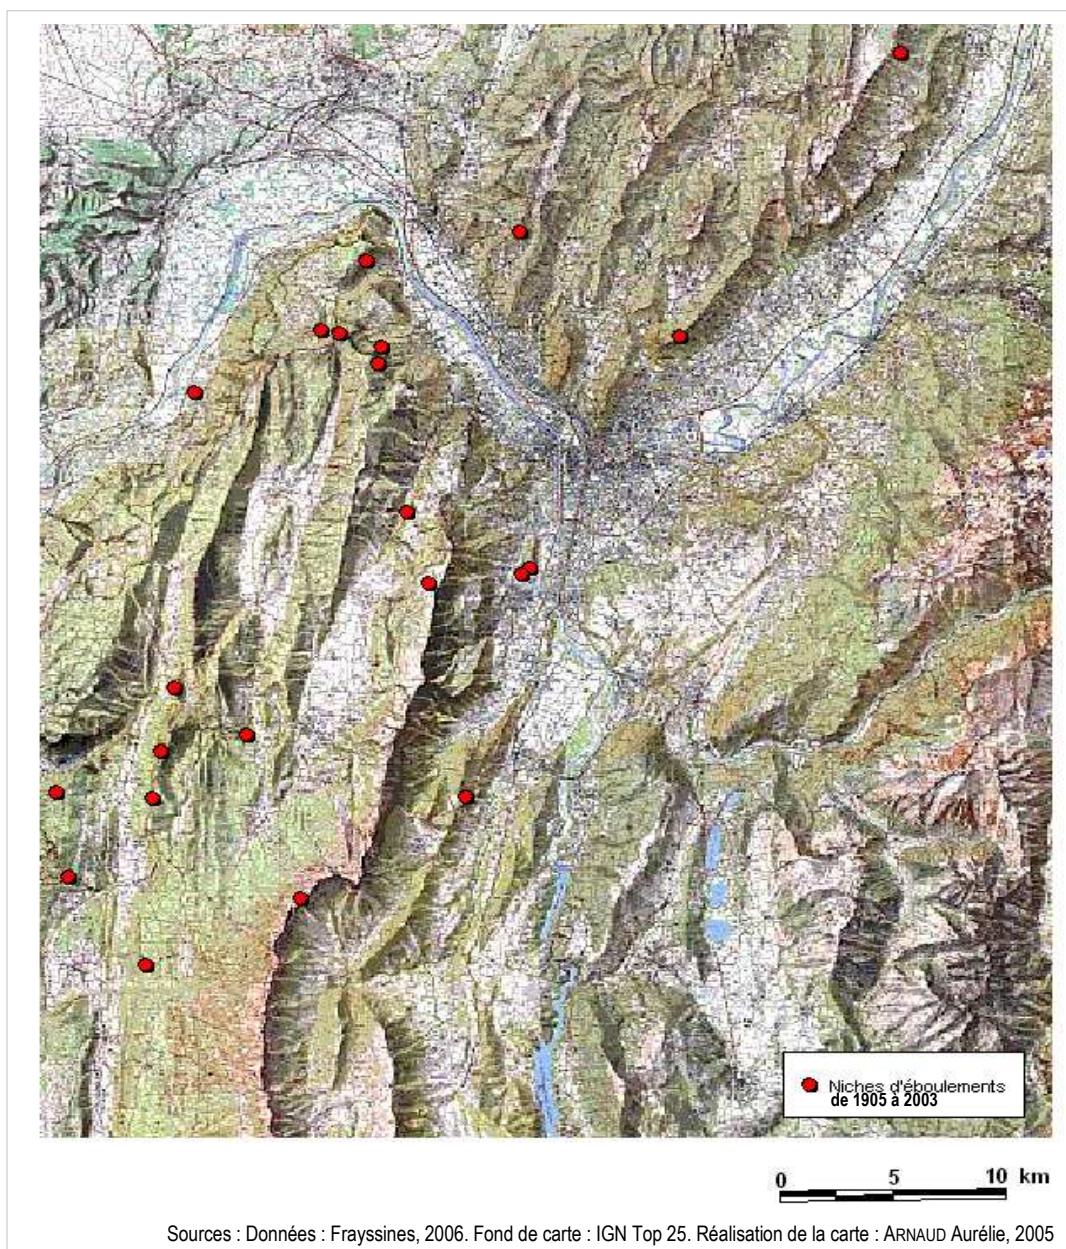 Niches d'éboulements
de 1905 à 2003
0 5 10 km
Sources : Données : Frayssines, 2006. Fond de carte : IGN Top 25. Réalisation de la carte : ARNAUD Aurélie, 2005